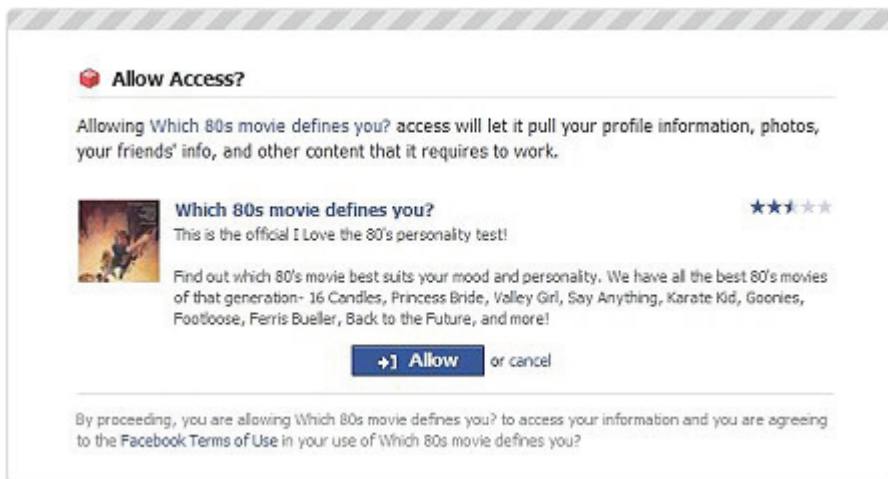 Allow Access?
Allowing Which 80s movie defines you? access will let it pull your profile information, photos,
your friends' info, and other content that it requires to work.
Which 80s movie defines you?
This is the official I Love the 80's personality test!
Find out which 80's movie best suits your mood and personality. We have all the best 80's movies
of that generation- 16 Candles, Princess Bride, Valley Girl, Say Anything, Karate Kid, Goonies,
Footloose, Ferris Bueller, Back to the Future, and more!
Allow or cancel
By proceeding, you are allowing Which 80s movie defines you? to access your information and you are agreeing
to the Facebook Terms of Use in your use of Which 80s movie defines you?